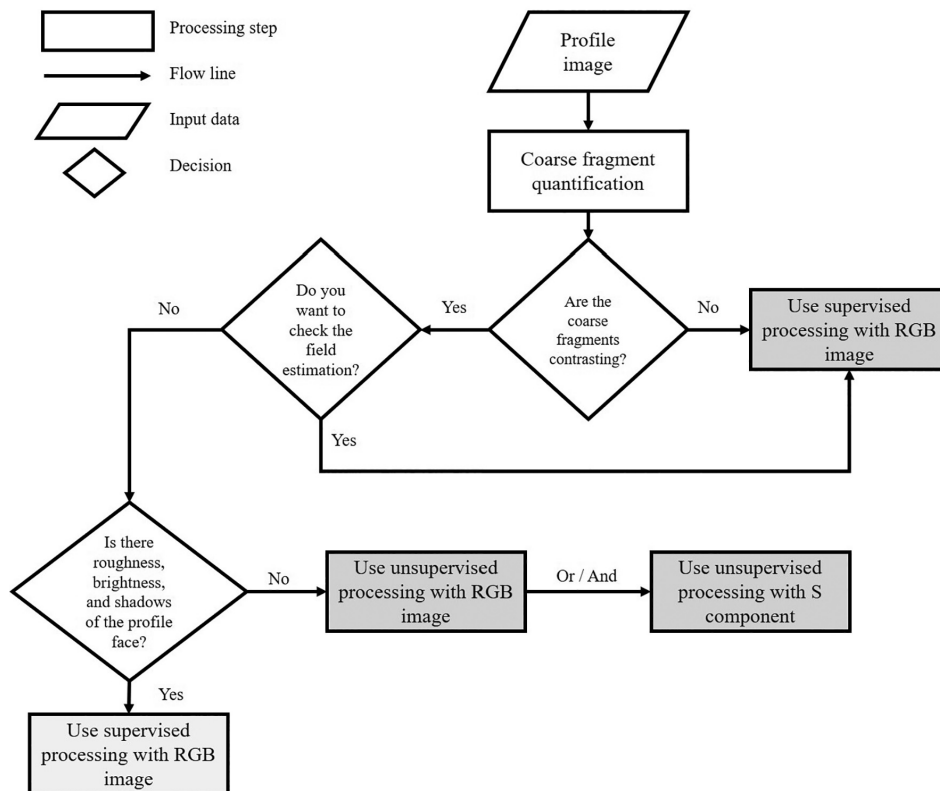 Processing step
Flow line
Input data
Decision
Profile
image
Coarse fragment
quantification
Are the
coarse
fragments
contrasting?
No
Use supervised
processing with RGB
image
Yes
Do you
want to
check the
field
estimation?
Yes
No
Is there
roughness,
brightness,
and shadows
of the profile
face?
No
Use unsupervised
processing with RGB
image
Or / And
Use unsupervised
processing with S
component
Yes
Use supervised
processing with RGB
image